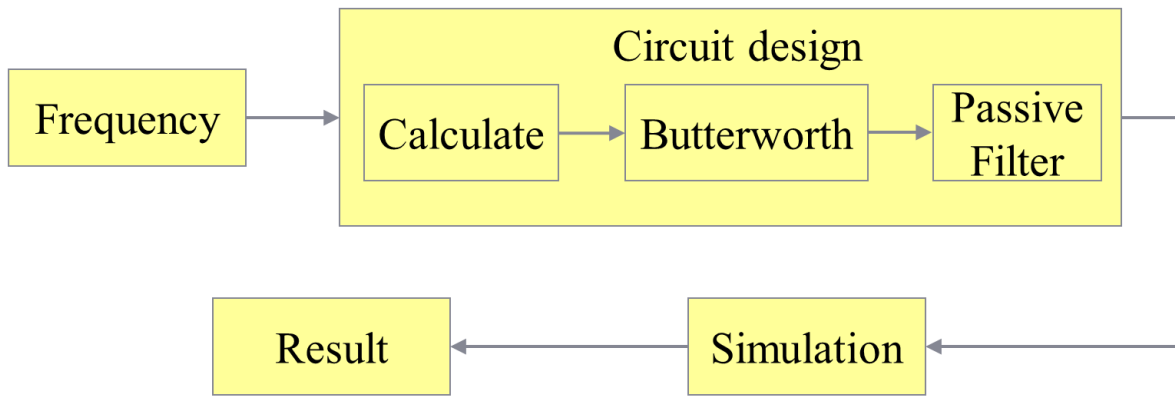 Circuit design
Frequency
Calculate
Butterworth
Passive
Filter
Result
Simulation